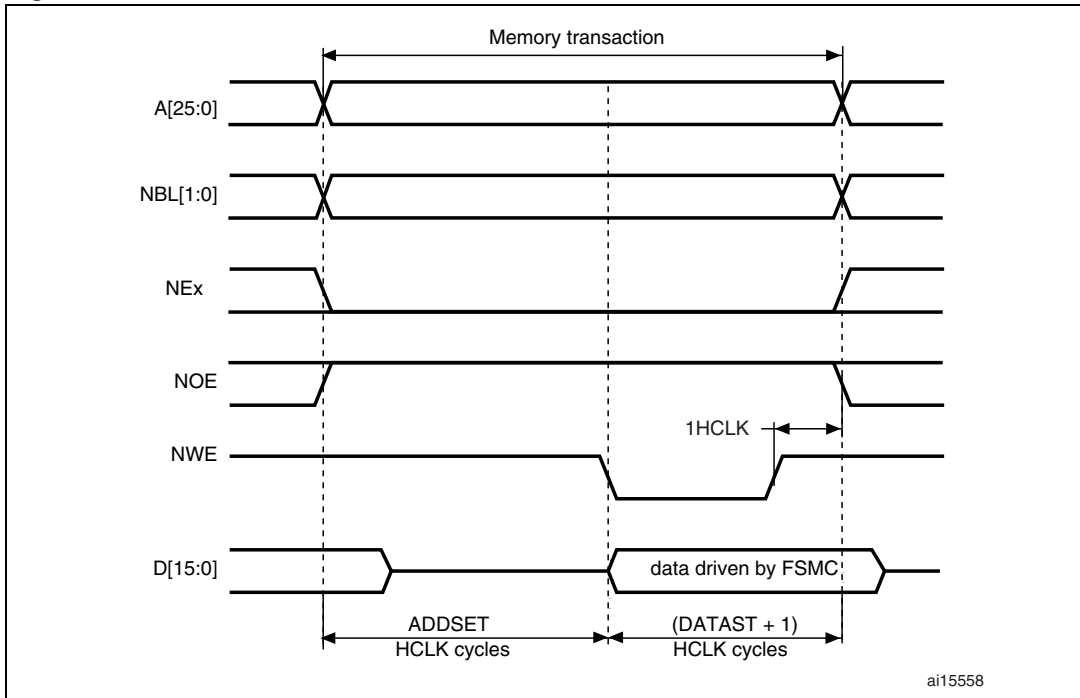 Memory transaction
A[25:0]
NBL[1:0]
NEx
NOE
1HCLK
NWE
D[15:0]
data driven by FSMC
ADDSET
HCLK cycles
(DATAST + 1)
HCLK cycles
ai15558